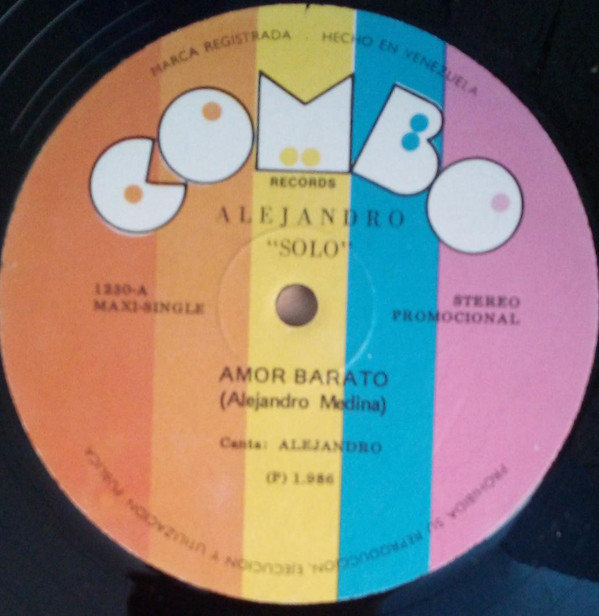 MARCA REGISTRADA · HECHO EN VENEZUELA
COMBO
RECORDS
ALEJANDRO
"SOLO"
1230-A
MAXI-SINGLE
STEREO
PROMOCIONAL
AMOR BARATO
(Alejandro Medina)
Canta: ALEJANDRO
(P) 1.986
PROHIBIDA SU REPRODUCCION, EJECUCION Y UTILIZACION PUBLICA